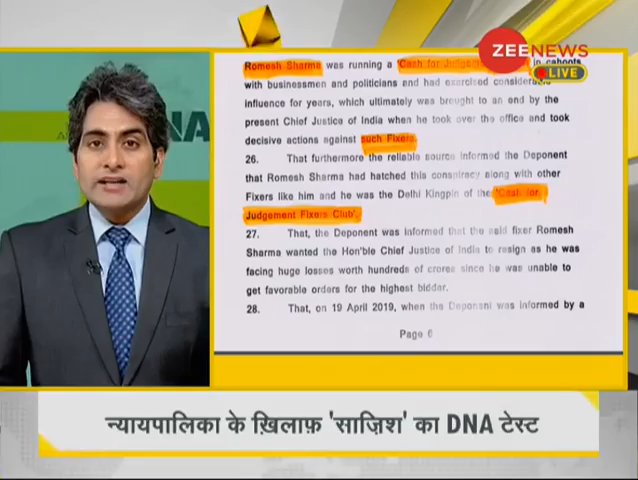 ZEENEWS
LIVE
NA
Romesh Sharma was running a 'Cash for in cahoots
with businessmen and politicians and had exercised considerable
influence for years, which ultimately was brought to an end by the
present Chief Justice of India when he took over the office and took
decisive actions against such Fixers.
26. That furthermore the reliable source informed the Deponent
that Romesh Sharma had hatched this conspiracy along with other
Fixers like him and he was the Delhi Kingpin of the 'Cash for
Judgement Fixers Club'.
27. That, the Deponent was informed that the said fixer Romesh
Sharma wanted the Hon'ble Chief Justice of India to resign as he was
facing huge losses worth hundreds of crores since he was unable to
get favorable orders for the highest bidder.
28. That, on 19 April 2019, when the Deponent was informed by a
Page 6
न्यायपालिका के ख़िलाफ़ 'साज़िश' का DNA टेस्ट